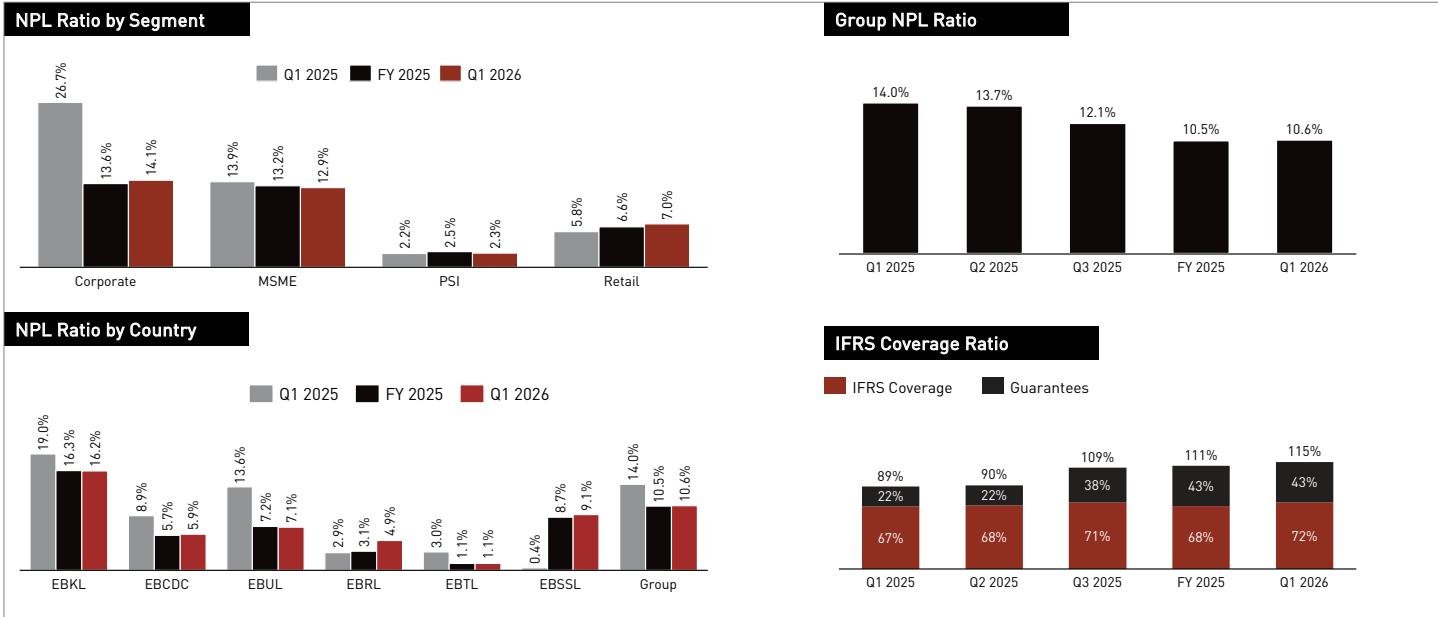 NPL Ratio by Segment
Q1 2025 FY 2025 Q1 2026
26.7% 13.6% 14.1% 13.9% 13.2% 12.9% 2.2% 2.5% 2.3% 5.8% 6.6% 7.0%
Corporate MSME PSI Retail
Group NPL Ratio
14.0% 13.7% 12.1% 10.5% 10.6%
Q1 2025 Q2 2025 Q3 2025 FY 2025 Q1 2026
NPL Ratio by Country
Q1 2025 FY 2025 Q1 2026
19.0% 16.3% 16.2% 8.9% 5.7% 5.9% 13.6% 7.2% 7.1% 2.9% 3.1% 4.9% 3.0% 1.1% 1.1% 0.4% 8.7% 9.1% 14.0% 10.5% 10.6%
EBKL EBCDC EBUL EBRL EBTL EBSSL Group
IFRS Coverage Ratio
IFRS Coverage Guarantees
89% 90% 109% 111% 115%
22% 22% 38% 43% 43%
67% 68% 71% 68% 72%
Q1 2025 Q2 2025 Q3 2025 FY 2025 Q1 2026